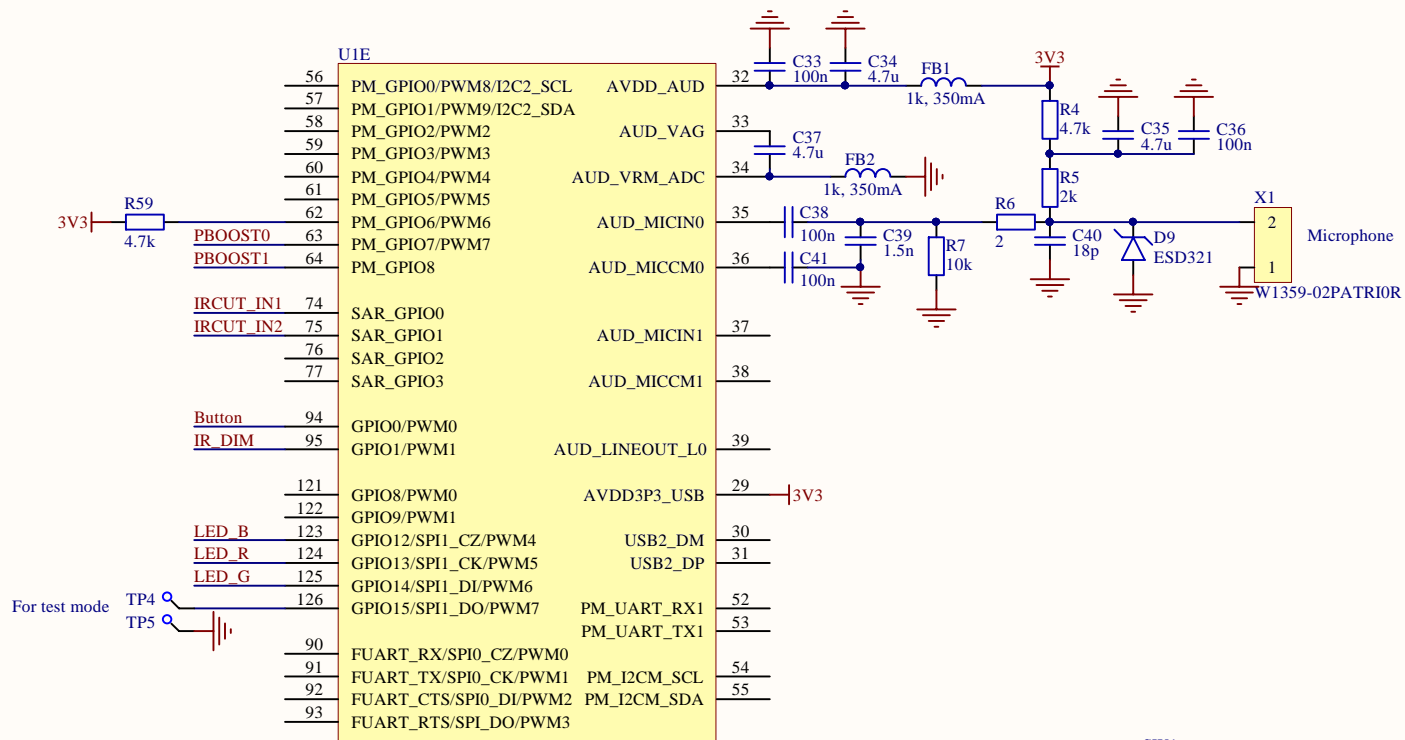 U1E
56 PM_GPIO0/PWM8/I2C2_SCL
57 PM_GPIO1/PWM9/I2C2_SDA
58 PM_GPIO2/PWM2
59 PM_GPIO3/PWM3
60 PM_GPIO4/PWM4
61 PM_GPIO5/PWM5
3V3 R59 4.7k 62 PM_GPIO6/PWM6
PBOOST0 63 PM_GPIO7/PWM7
PBOOST1 64 PM_GPIO8
IRCUT_IN1 74 SAR_GPIO0
IRCUT_IN2 75 SAR_GPIO1
76 SAR_GPIO2
77 SAR_GPIO3
Button 94 GPIO0/PWM0
IR_DIM 95 GPIO1/PWM1
121 GPIO8/PWM0
122 GPIO9/PWM1
LED_B 123 GPIO12/SPI1_CZ/PWM4
LED_R 124 GPIO13/SPI1_CK/PWM5
LED_G 125 GPIO14/SPI1_DI/PWM6
For test mode TP4 126 GPIO15/SPI1_DO/PWM7
TP5
90 FUART_RX/SPI0_CZ/PWM0
91 FUART_TX/SPI0_CK/PWM1
92 FUART_CTS/SPI0_DI/PWM2
93 FUART_RTS/SPI_DO/PWM3
AVDD_AUD 32
AUD_VAG 33
AUD_VRM_ADC 34
AUD_MICIN0 35
AUD_MICCM0 36
AUD_MICIN1 37
AUD_MICCM1 38
AUD_LINEOUT_L0 39
AVDD3P3_USB 29 3V3
USB2_DM 30
USB2_DP 31
PM_UART_RX1 52
PM_UART_TX1 53
PM_I2CM_SCL 54
PM_I2CM_SDA 55
C33
100n
C34
4.7u
FB1
1k, 350mA
3V3
R4
4.7k
C35
4.7u
C36
100n
C37
4.7u
FB2
1k, 350mA
R5
2k
C38
100n
C39
1.5n
C41
100n
R7
10k
R6
2
C40
18p
D9
ESD321
X1
2
1
Microphone
W1359-02PATRI0R